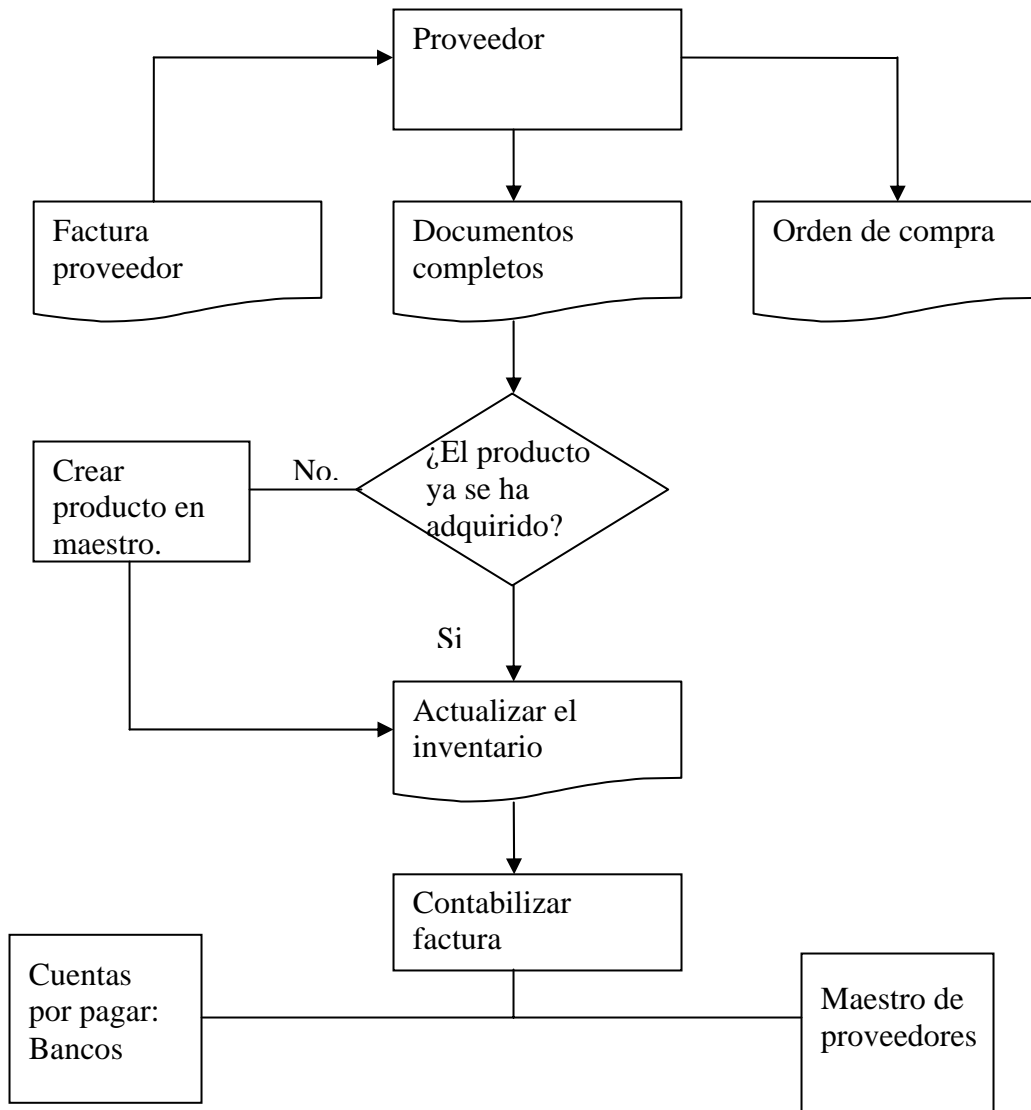 Proveedor
Factura
proveedor
Documentos
completos
Orden de compra
¿El producto
ya se ha
adquirido?
No.
Crear
producto en
maestro.
Si
Actualizar el
inventario
Contabilizar
factura
Cuentas
por pagar:
Bancos
Maestro de
proveedores